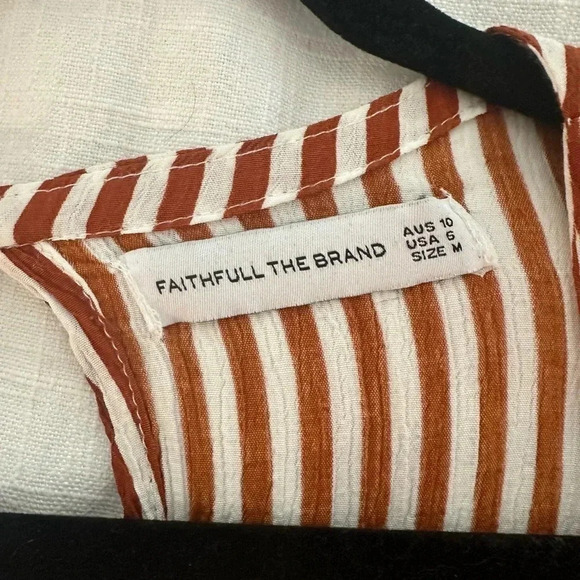 FAITHFULL THE BRAND
AUS 10
USA 6
SIZE M